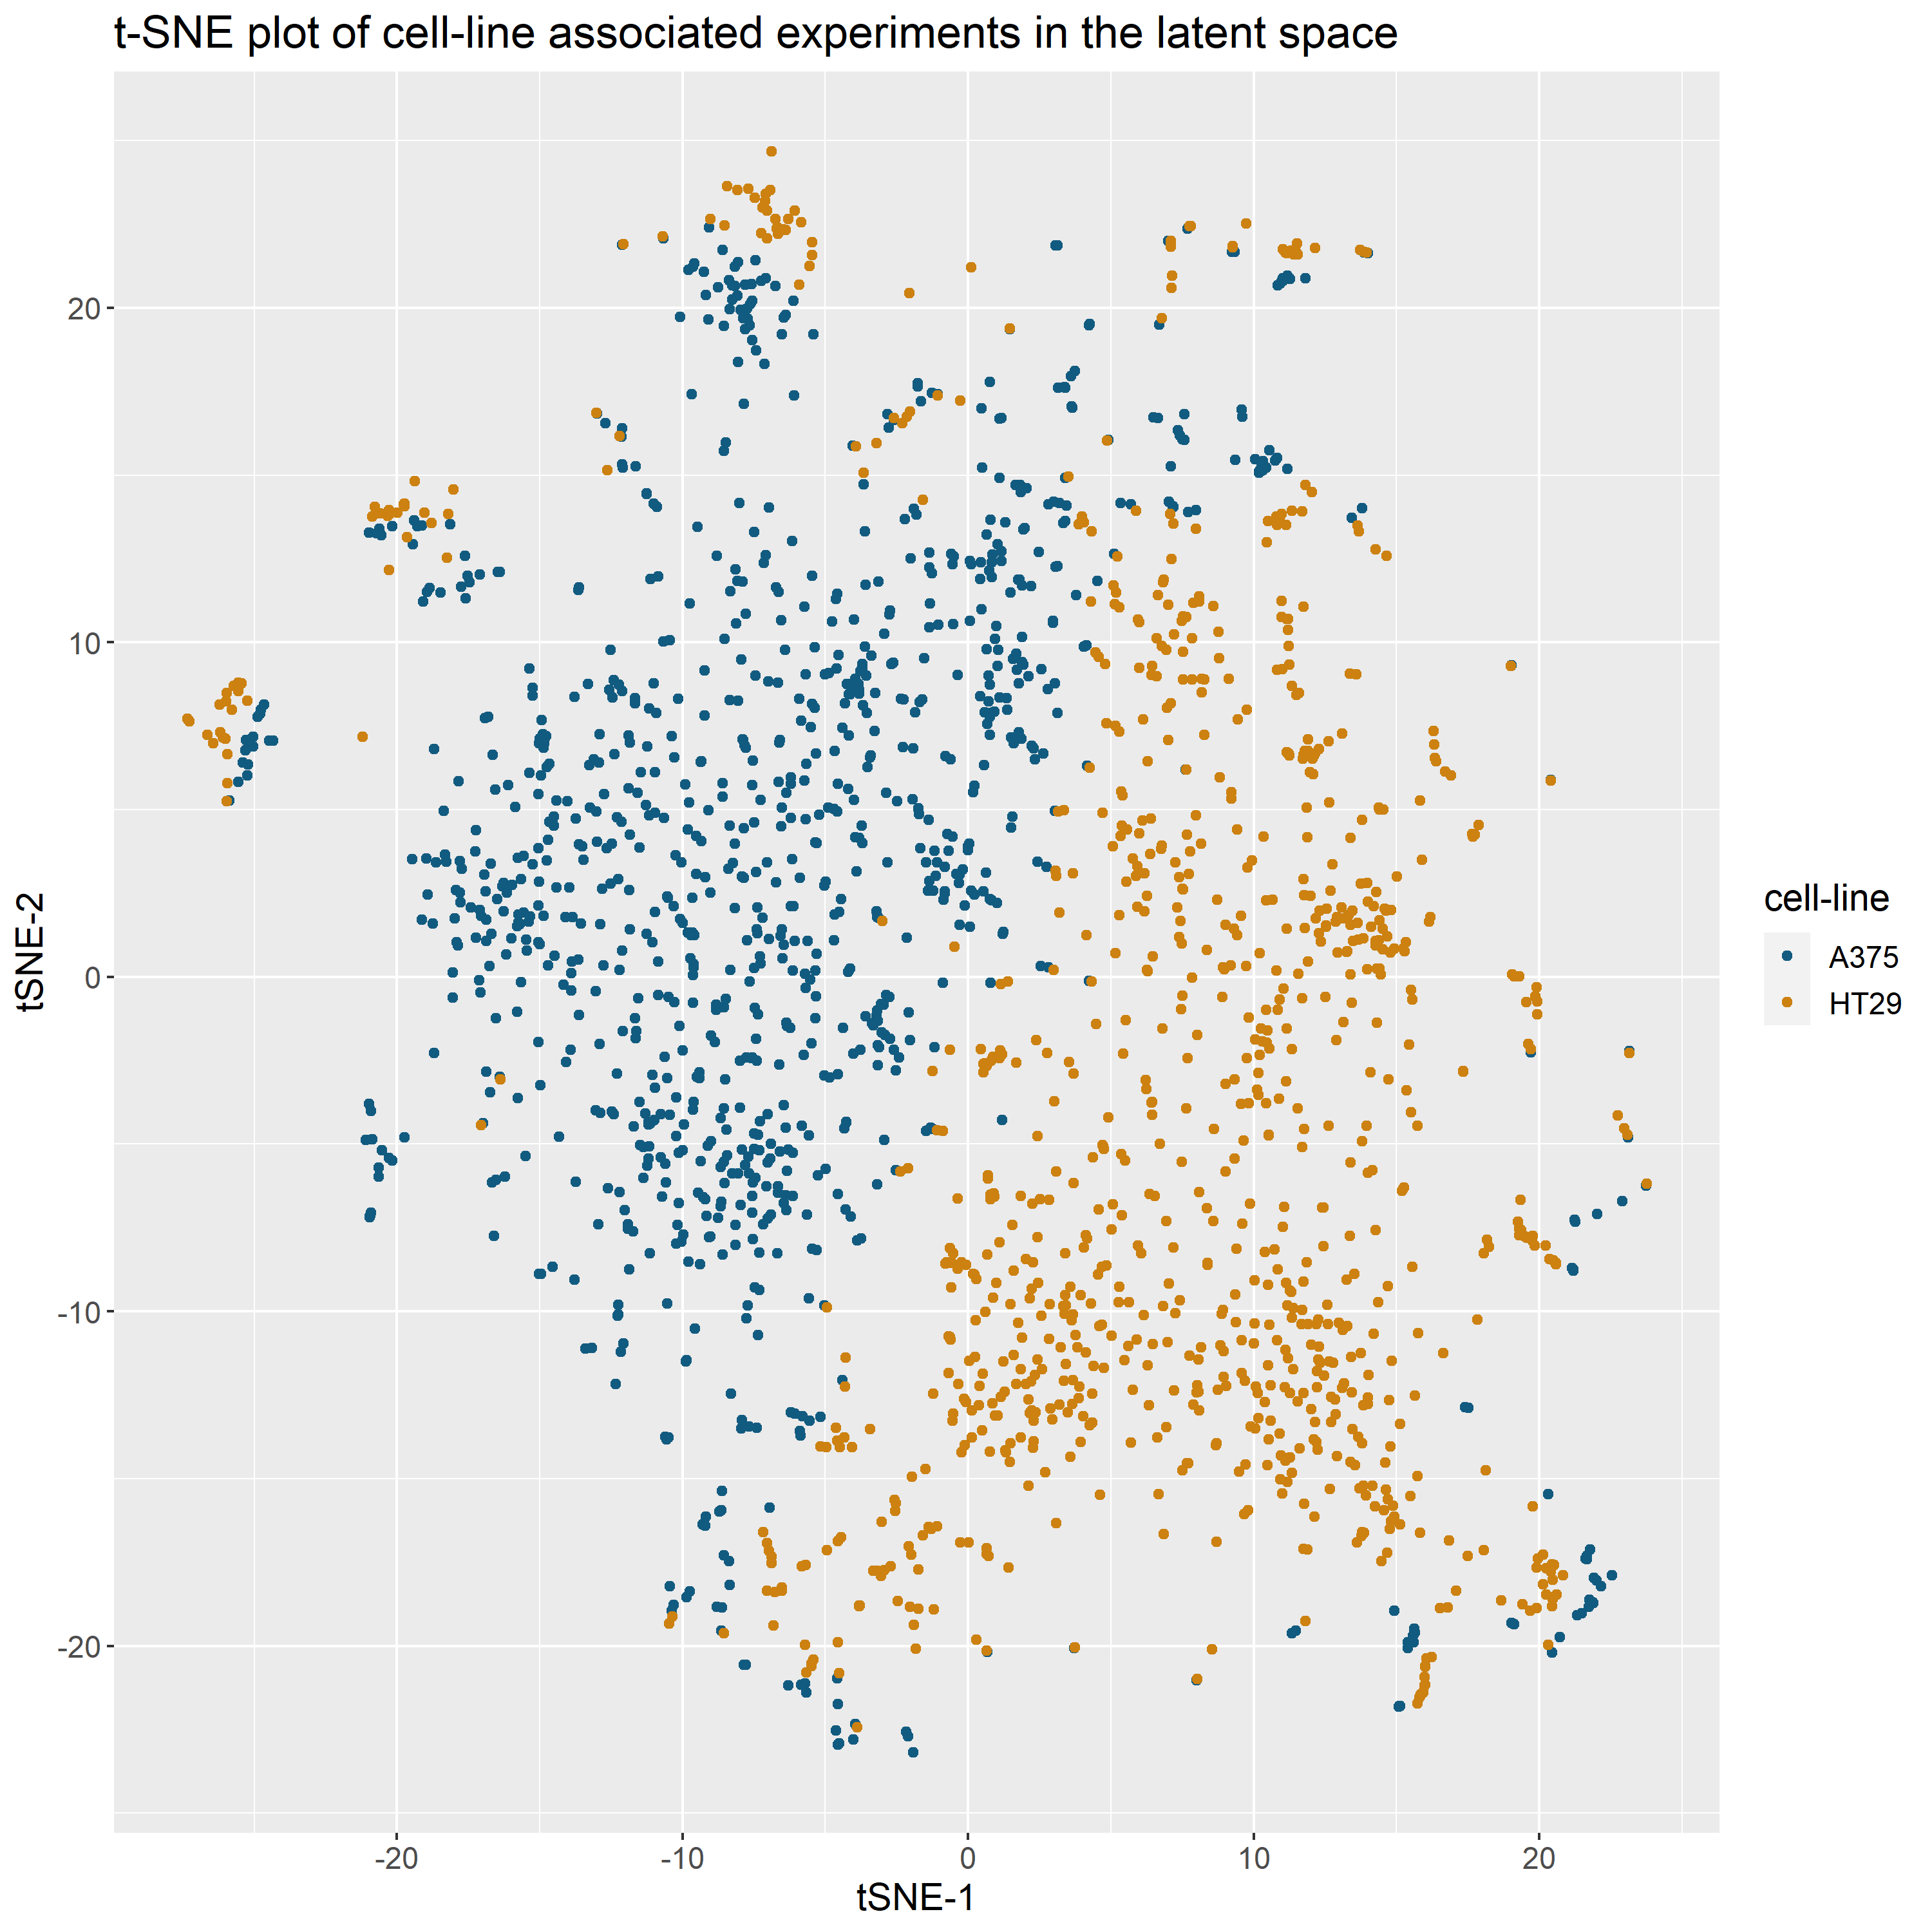 t-SNE plot of cell-line associated experiments in the latent space
20
10
0
-10
-20
tSNE-2
-20
-10
0
10
20
tSNE-1
cell-line
A375
HT29